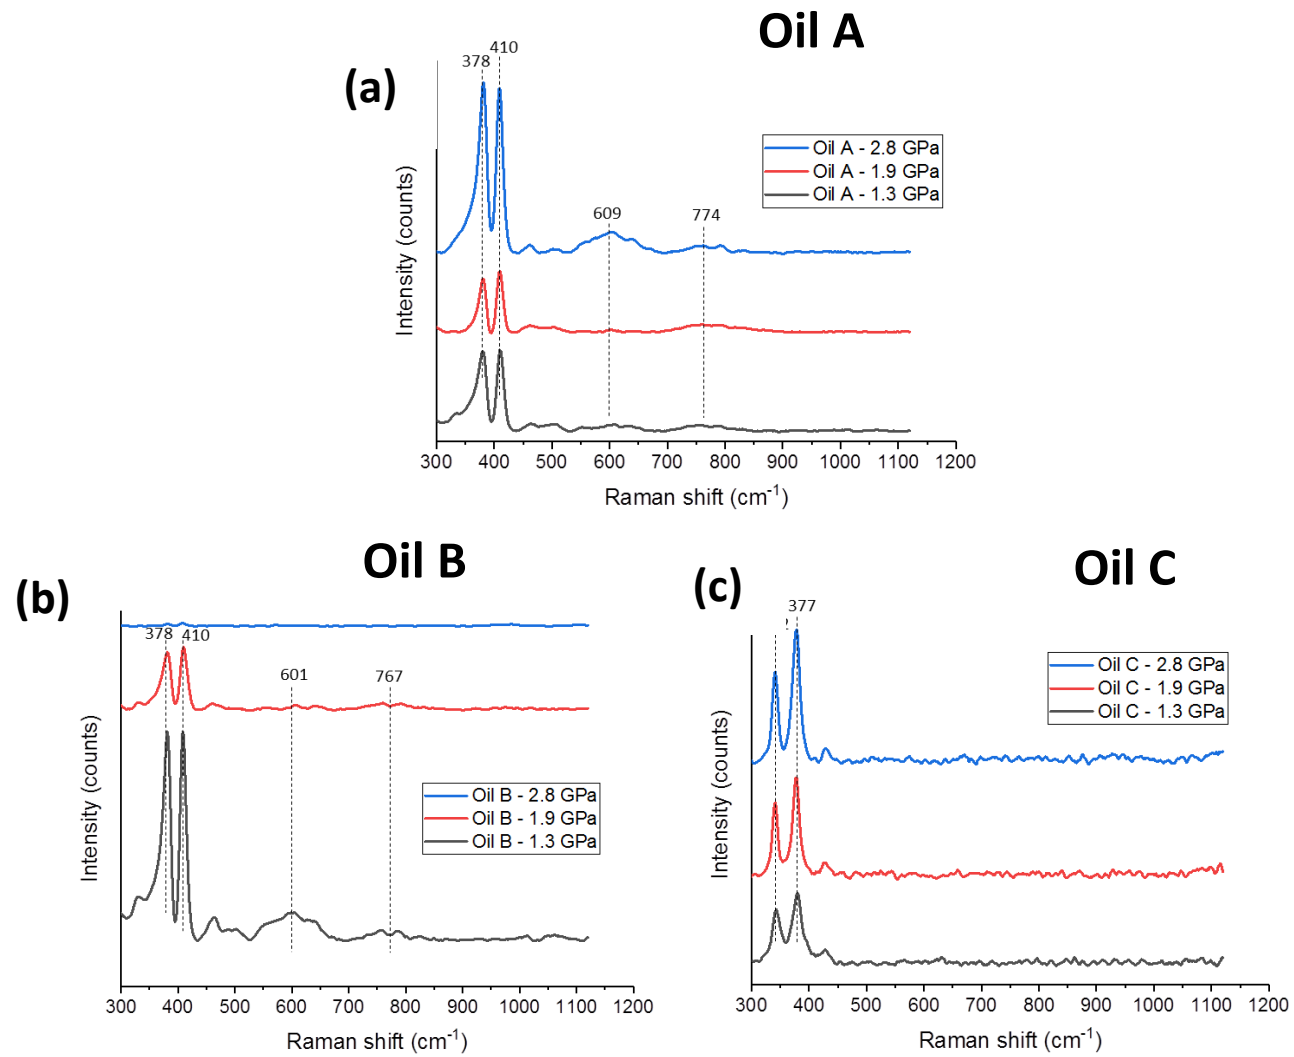 Oil A
(a)
378
410
Oil A - 2.8 GPa
Oil A - 1.9 GPa
Oil A - 1.3 GPa
609
774
Intensity (counts)
300 400 500 600 700 800 900 1000 1100 1200
Raman shift (cm⁻¹)
Oil B
(b)
378 410
601
767
Oil B - 2.8 GPa
Oil B - 1.9 GPa
Oil B - 1.3 GPa
Intensity (counts)
300 400 500 600 700 800 900 1000 1100 1200
Raman shift (cm⁻¹)
Oil C
(c)
377
Oil C - 2.8 GPa
Oil C - 1.9 GPa
Oil C - 1.3 GPa
Intensity (counts)
300 400 500 600 700 800 900 1000 1100 1200
Raman shift (cm⁻¹)